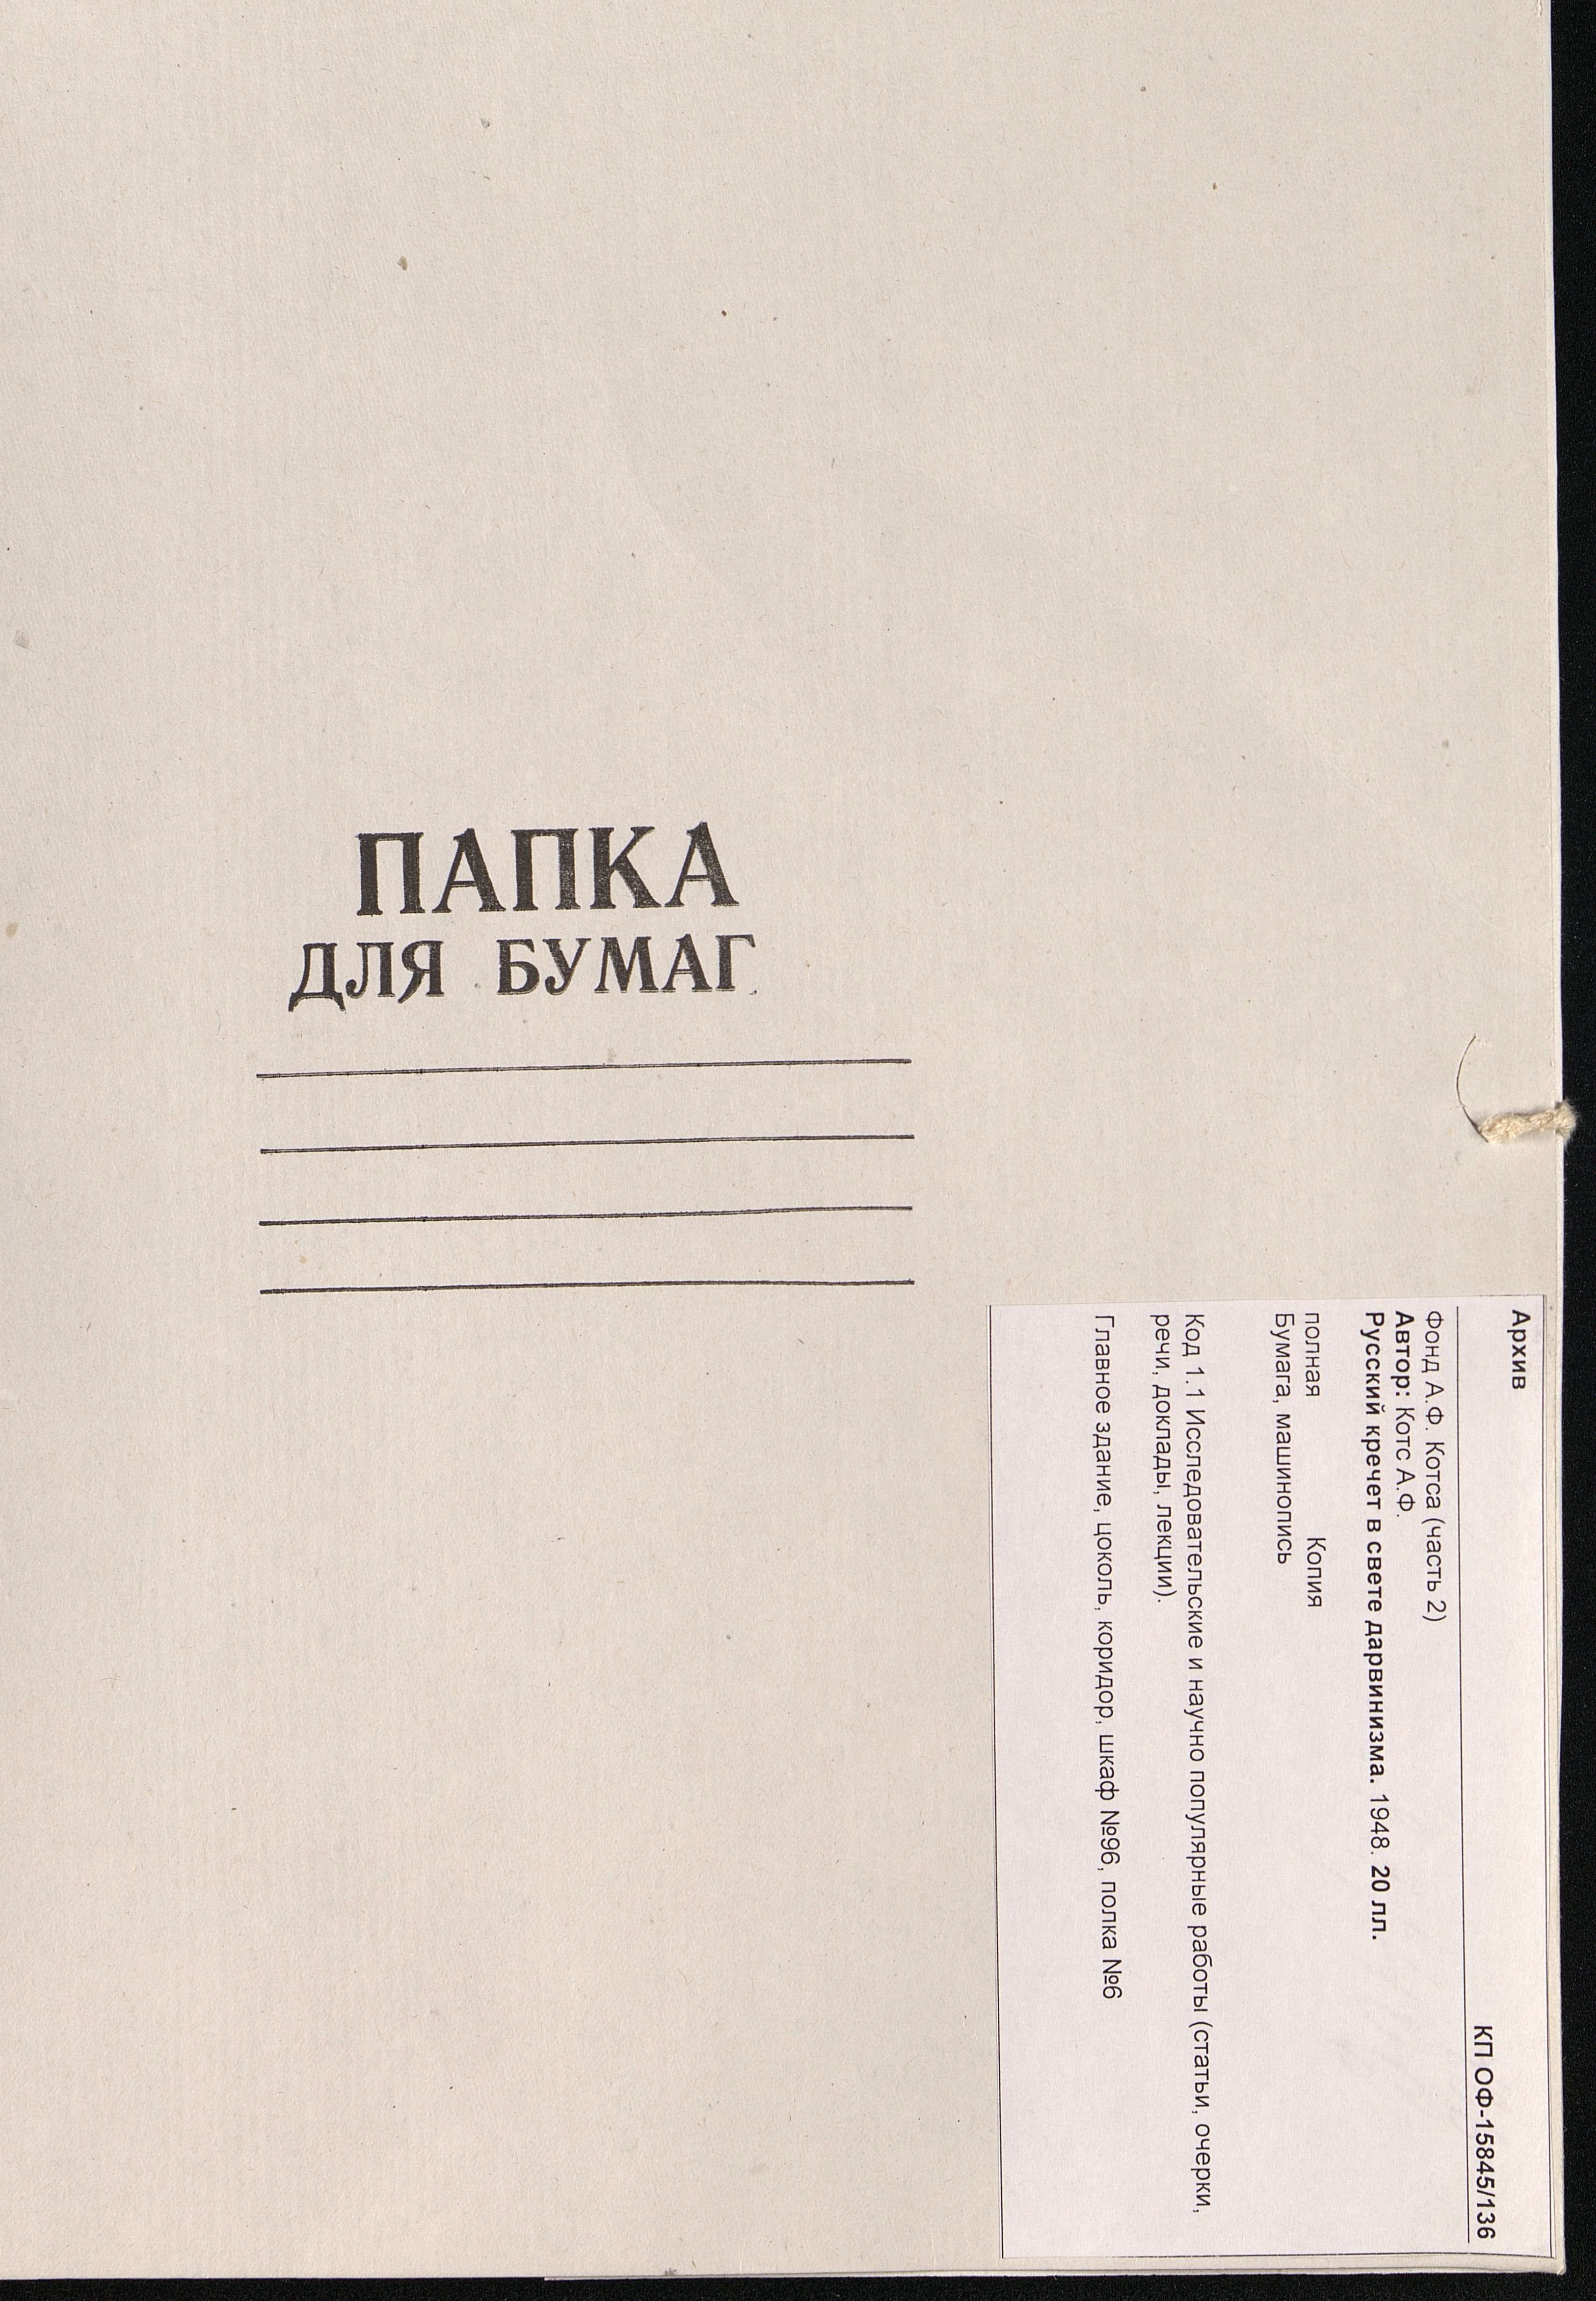 ПАПКА
ДЛЯ БУМАГ
Архив
КП ОФ-15845/136
Фонд А.Ф. Котса (часть 2)
Автор: Котс А.Ф.
Русский кречет в свете дарвинизма. 1948. 20 лл.
полная Копия
Бумага, машинопись
Код 1.1 Исследовательские и научно популярные работы (статьи, очерки,
речи, доклады, лекции).
Главное здание, цоколь, коридор, шкаф №96, полка №6